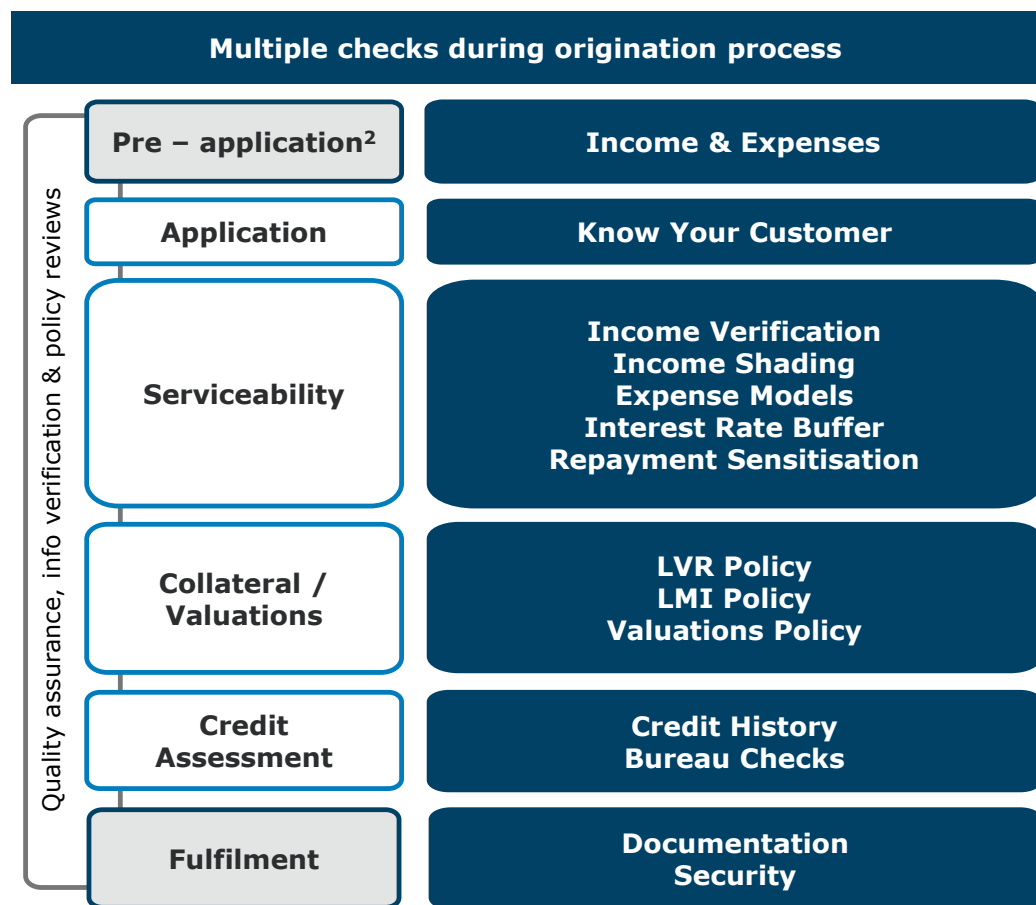 Multiple checks during origination process
Quality assurance, info verification & policy reviews
Pre – application²
Income & Expenses
Application
Know Your Customer
Serviceability
Income Verification
Income Shading
Expense Models
Interest Rate Buffer
Repayment Sensitisation
Collateral /
Valuations
LVR Policy
LMI Policy
Valuations Policy
Credit
Assessment
Credit History
Bureau Checks
Fulfilment
Documentation
Security